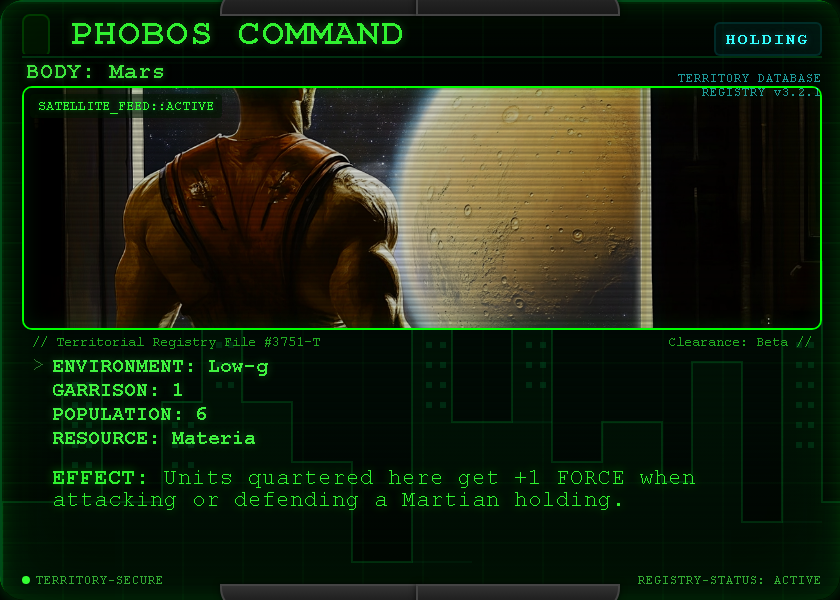 PHOBOS COMMAND
HOLDING
BODY: Mars
TERRITORY DATABASE
REGISTRY v3.2.1
SATELLITE_FEED::ACTIVE
// Territorial Registry File #3751-T
Clearance: Beta //
> ENVIRONMENT: Low-g
GARRISON: 1
POPULATION: 6
RESOURCE: Materia
EFFECT: Units quartered here get +1 FORCE when
attacking or defending a Martian holding.
TERRITORY-SECURE
REGISTRY-STATUS: ACTIVE